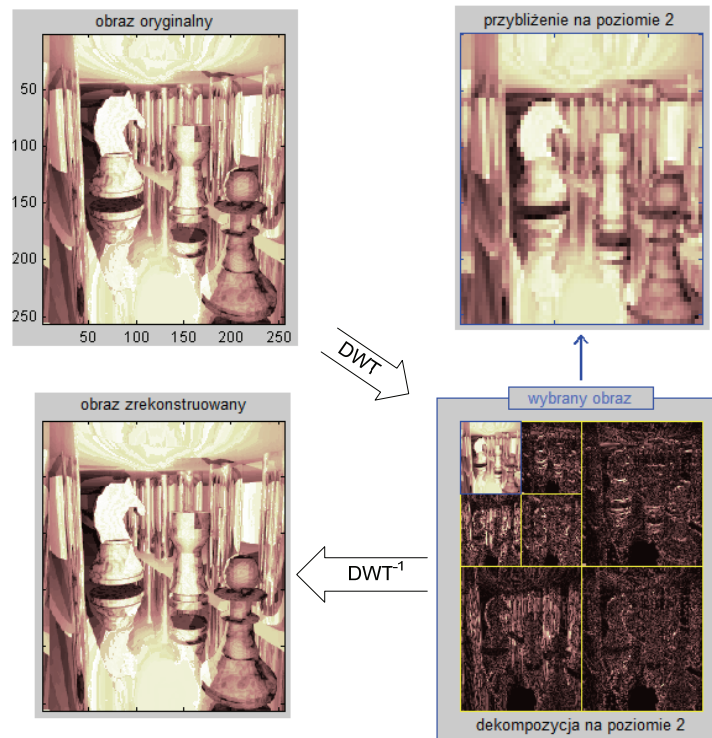 obraz oryginalny
50
100
150
200
250
50 100 150 200 250
przybliżenie na poziomie 2
DWT
wybrany obraz
obraz zrekonstruowany
DWT-1
dekompozycja na poziomie 2